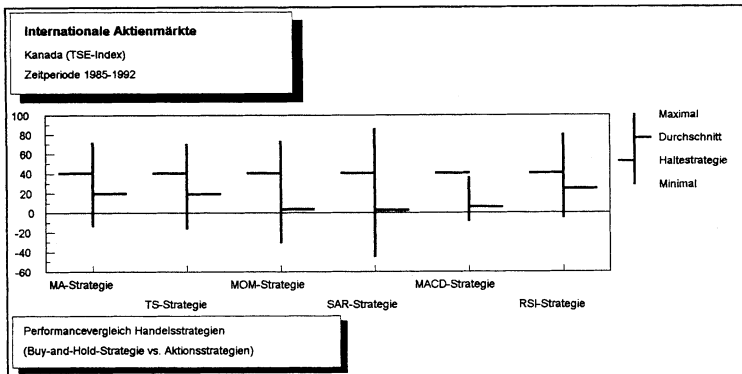 Internationale Aktienmärkte
Kanada (TSE-Index)
Zeitperiode 1985-1992
100
80
60
40
20
0
-20
-40
-60
Maximal
Durchschnitt
Haltestrategie
Minimal
MA-Strategie
MOM-Strategie
MACD-Strategie
TS-Strategie
SAR-Strategie
RSI-Strategie
Performancevergleich Handelsstrategien
(Buy-and-Hold-Strategie vs. Aktionsstrategien)